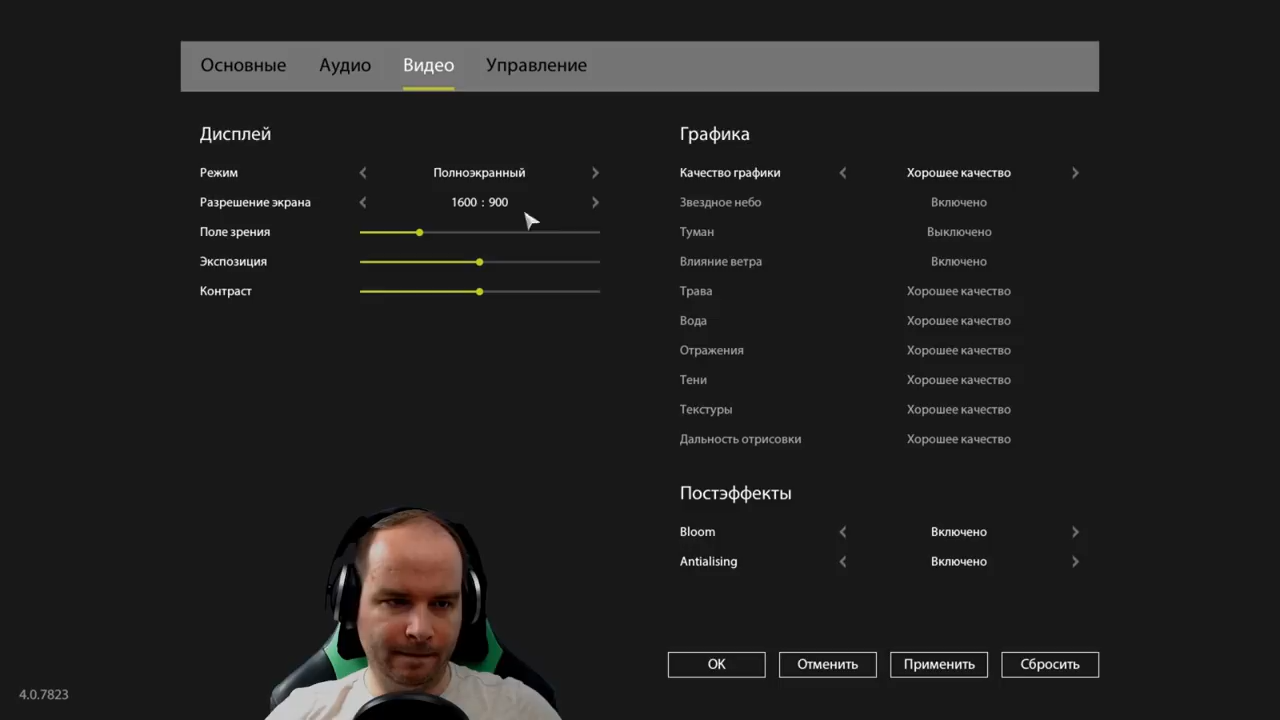 Основные Аудио Видео Управление
Дисплей
Режим Полноэкранный
Разрешение экрана 1600 : 900
Поле зрения
Экспозиция
Контраст
Графика
Качество графики Хорошее качество
Звездное небо Включено
Туман Выключено
Влияние ветра Включено
Трава Хорошее качество
Вода Хорошее качество
Отражения Хорошее качество
Тени Хорошее качество
Текстуры Хорошее качество
Дальность отрисовки Хорошее качество
Постэффекты
Bloom Включено
Antialising Включено
OK Отменить Применить Сбросить
4.0.7823